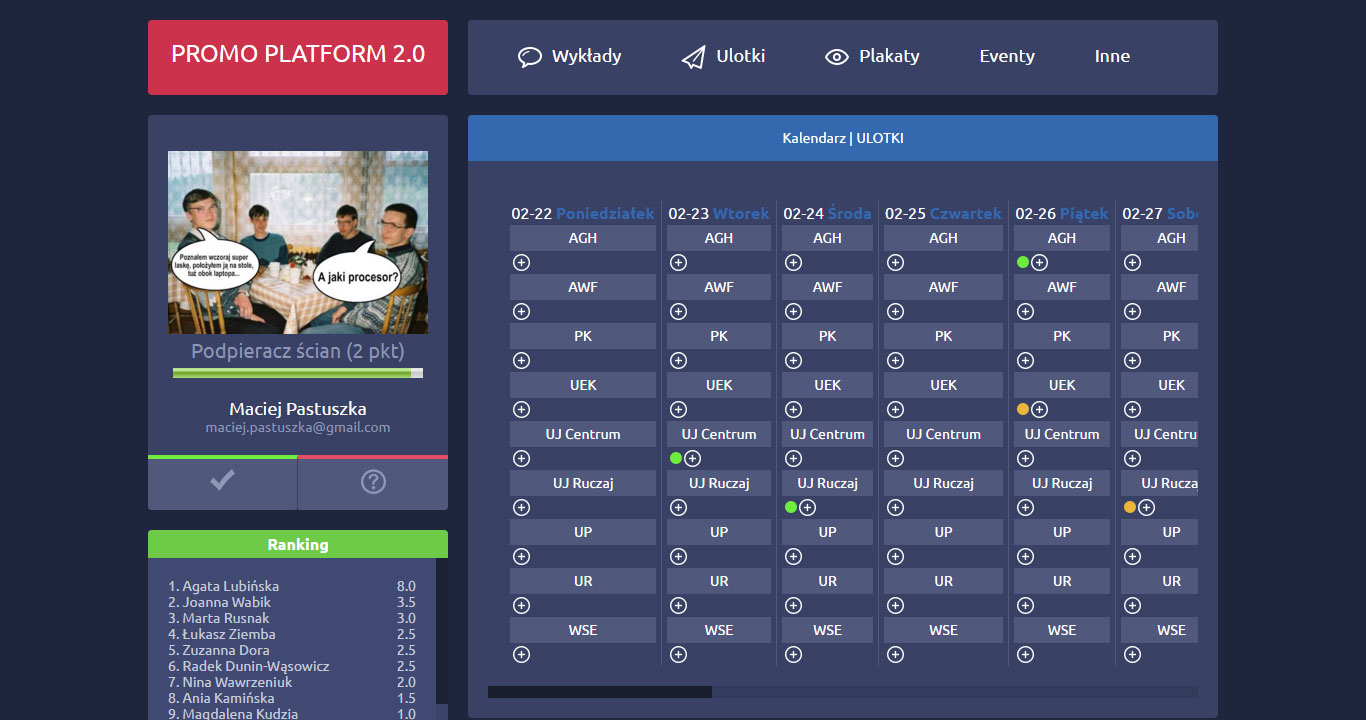 PROMO PLATFORM 2.0
Wykłady Ulotki Plakaty Eventy Inne
Poznałem wczoraj super
laskę, położyłem ją na stole,
tuż obok laptopa...
A jaki procesor?
Podpieracz ścian (2 pkt)
Maciej Pastuszka
maciej.pastuszka@gmail.com
Ranking
1. Agata Lubińska 8.0
2. Joanna Wabik 3.5
3. Marta Rusnak 3.0
4. Łukasz Ziemba 2.5
5. Zuzanna Dora 2.5
6. Radek Dunin-Wąsowicz 2.5
7. Nina Wawrzeniuk 2.0
8. Ania Kamińska 1.5
9. Magdalena Kudzia 1.0
Kalendarz | ULOTKI
02-22 Poniedziałek 02-23 Wtorek 02-24 Środa 02-25 Czwartek 02-26 Piątek 02-27 Sobo
AGH AGH AGH AGH AGH AGH
AWF AWF AWF AWF AWF AWF
PK PK PK PK PK PK
UEK UEK UEK UEK UEK UEK
UJ Centrum UJ Centrum UJ Centrum UJ Centrum UJ Centrum UJ Centru
UJ Ruczaj UJ Ruczaj UJ Ruczaj UJ Ruczaj UJ Ruczaj UJ Rucza
UP UP UP UP UP UP
UR UR UR UR UR UR
WSE WSE WSE WSE WSE WSE